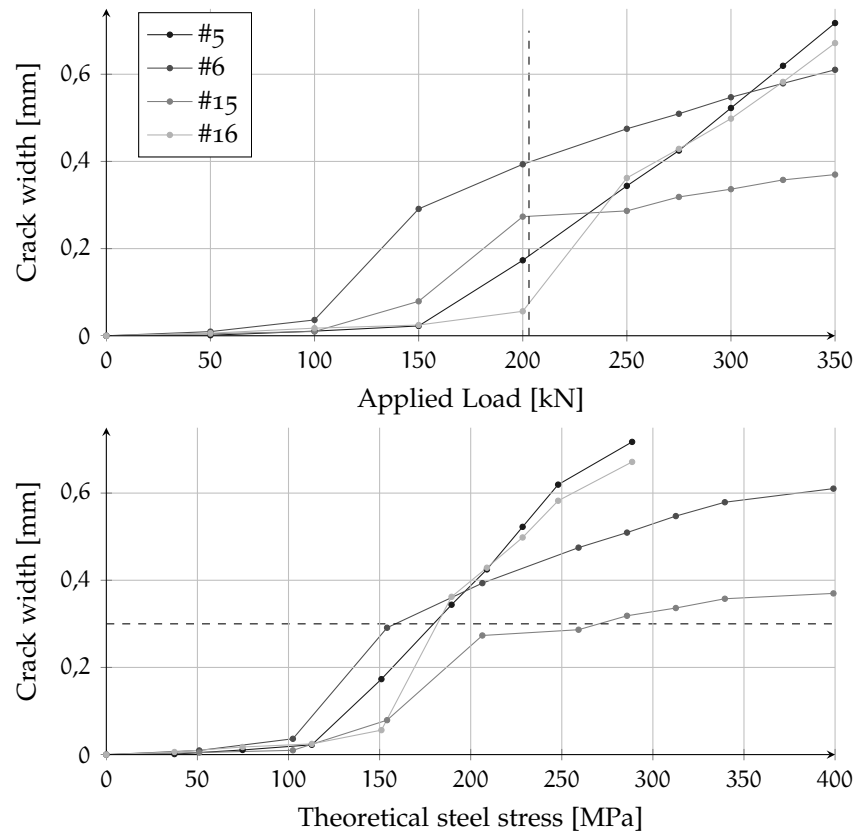 #5
#6
#15
#16
Crack width [mm]
0,6
0,4
0,2
0
0 50 100 150 200 250 300 350
Applied Load [kN]
Crack width [mm]
0,6
0,4
0,2
0
0 50 100 150 200 250 300 350 400
Theoretical steel stress [MPa]